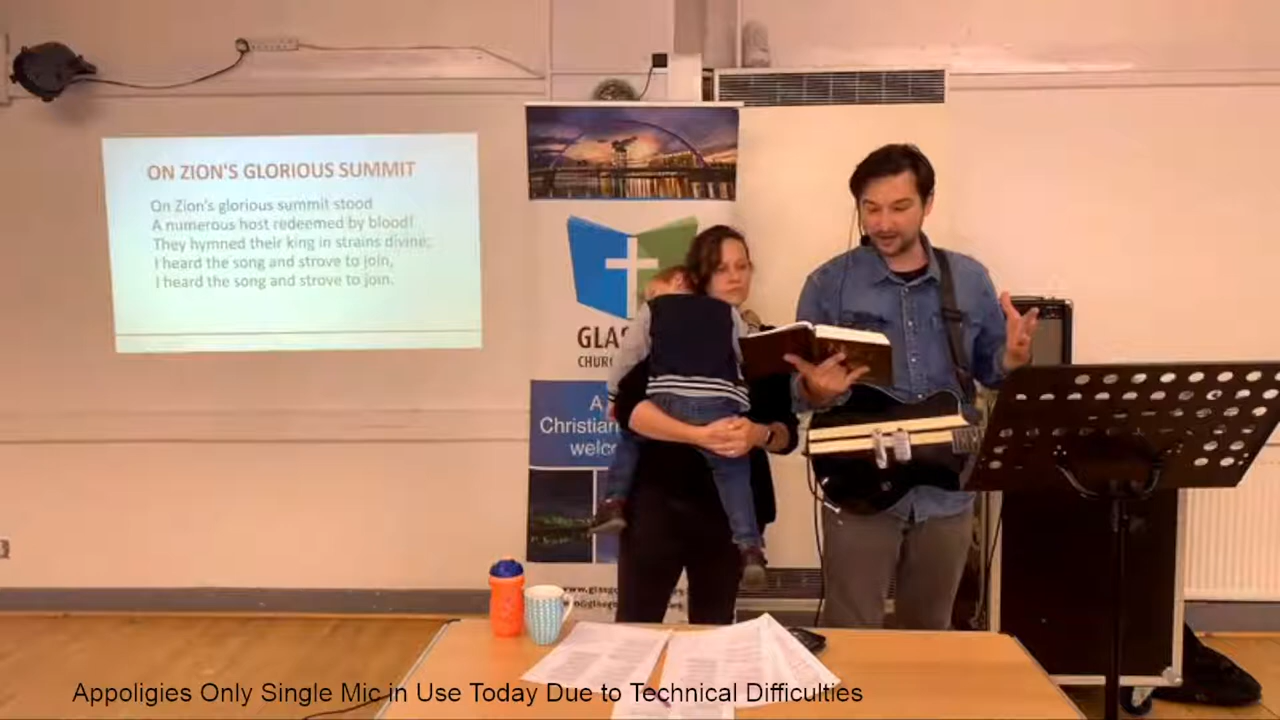 ON ZION'S GLORIOUS SUMMIT
On Zion's glorious summit stood
A numerous host redeemed by blood!
They hymned their king in strains divine;
I heard the song and strove to join,
I heard the song and strove to join.
GLA
CHURC
A
Christian
welc
Appoligies Only Single Mic in Use Today Due to Technical Difficulties